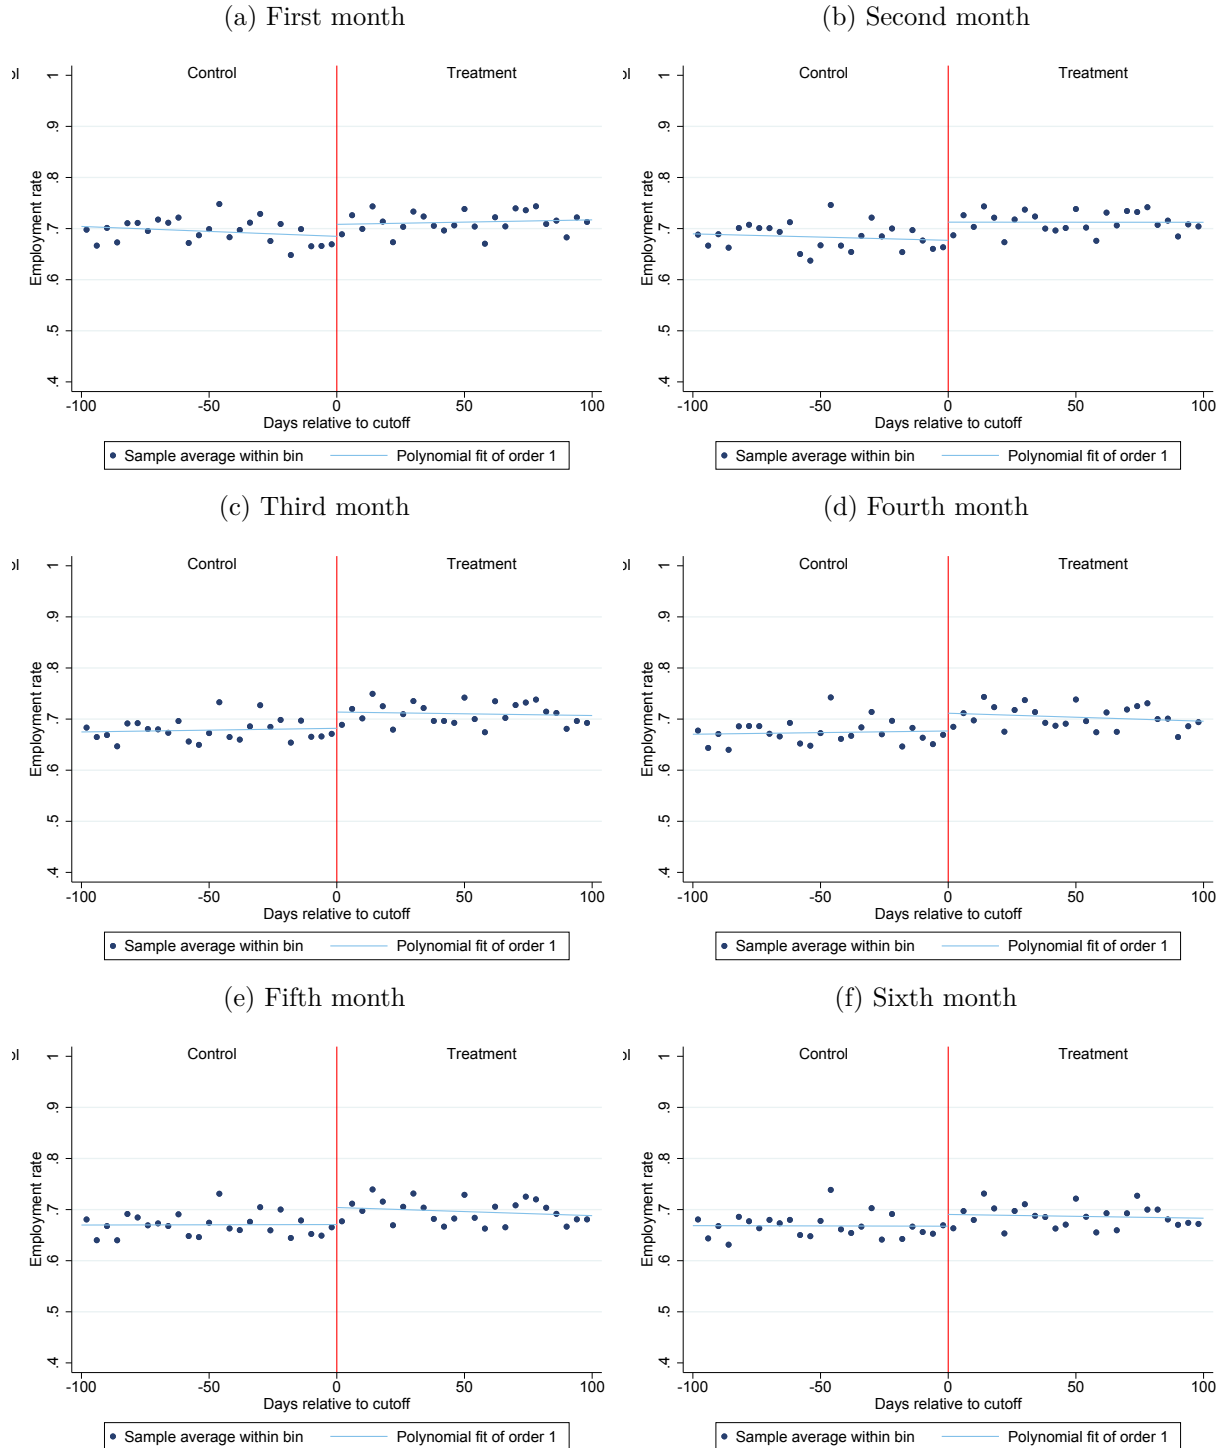 (a) First month
ol
Control
Treatment
Employment rate
1
.9
.8
.7
.6
.5
.4
-100
-50
0
50
100
Days relative to cutoff
Sample average within bin
Polynomial fit of order 1
(b) Second month
ol
Control
Treatment
Employment rate
1
.9
.8
.7
.6
.5
.4
-100
-50
0
50
100
Days relative to cutoff
Sample average within bin
Polynomial fit of order 1
(c) Third month
ol
Control
Treatment
Employment rate
1
.9
.8
.7
.6
.5
.4
-100
-50
0
50
100
Days relative to cutoff
Sample average within bin
Polynomial fit of order 1
(d) Fourth month
ol
Control
Treatment
Employment rate
1
.9
.8
.7
.6
.5
.4
-100
-50
0
50
100
Days relative to cutoff
Sample average within bin
Polynomial fit of order 1
(e) Fifth month
ol
Control
Treatment
Employment rate
1
.9
.8
.7
.6
.5
.4
-100
-50
0
50
100
Days relative to cutoff
Sample average within bin
Polynomial fit of order 1
(f) Sixth month
ol
Control
Treatment
Employment rate
1
.9
.8
.7
.6
.5
.4
-100
-50
0
50
100
Days relative to cutoff
Sample average within bin
Polynomial fit of order 1